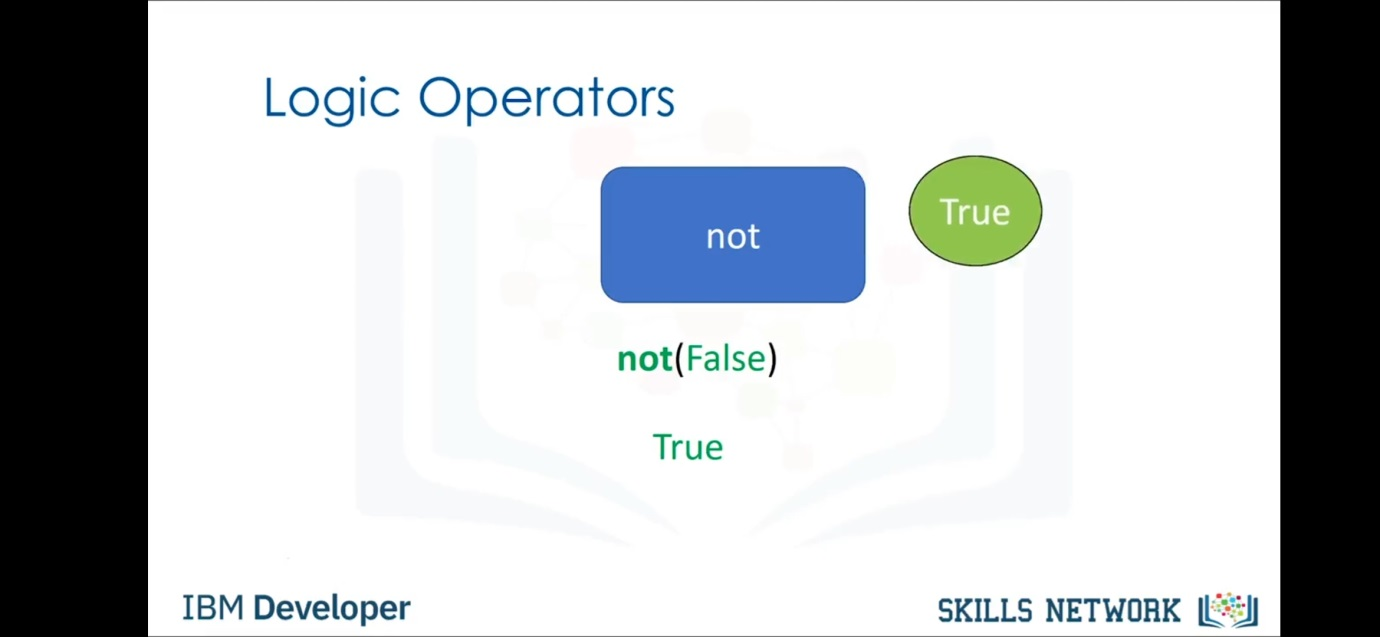 Logic Operators
not
True
not(False)
True
IBM Developer
SKILLS NETWORK